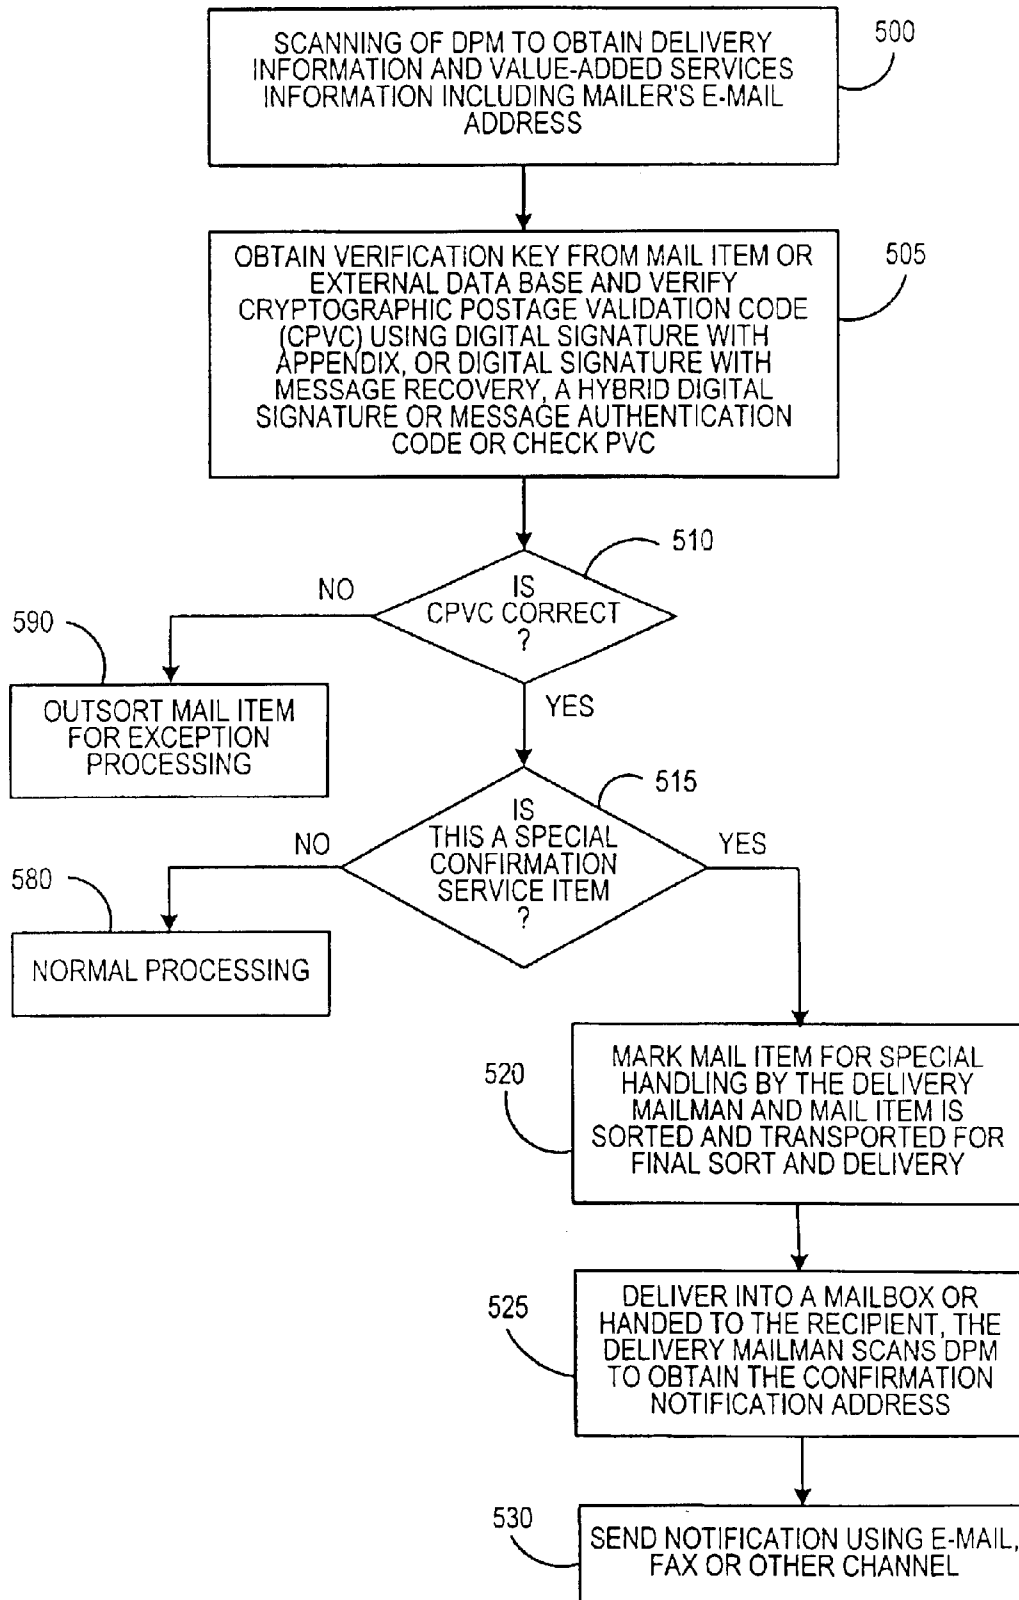 SCANNING OF DPM TO OBTAIN DELIVERY
INFORMATION AND VALUE-ADDED SERVICES
INFORMATION INCLUDING MAILER'S E-MAIL
ADDRESS
500
OBTAIN VERIFICATION KEY FROM MAIL ITEM OR
EXTERNAL DATA BASE AND VERIFY
CRYPTOGRAPHIC POSTAGE VALIDATION CODE
(CPVC) USING DIGITAL SIGNATURE WITH
APPENDIX, OR DIGITAL SIGNATURE WITH
MESSAGE RECOVERY, A HYBRID DIGITAL
SIGNATURE OR MESSAGE AUTHENTICATION
CODE OR CHECK PVC
505
510
IS
CPVC CORRECT
?
NO
YES
590
OUTSORT MAIL ITEM
FOR EXCEPTION
PROCESSING
515
IS
THIS A SPECIAL
CONFIRMATION
SERVICE ITEM
?
NO
YES
580
NORMAL PROCESSING
520
MARK MAIL ITEM FOR SPECIAL
HANDLING BY THE DELIVERY
MAILMAN AND MAIL ITEM IS
SORTED AND TRANSPORTED FOR
FINAL SORT AND DELIVERY
525
DELIVER INTO A MAILBOX OR
HANDED TO THE RECIPIENT, THE
DELIVERY MAILMAN SCANS DPM
TO OBTAIN THE CONFIRMATION
NOTIFICATION ADDRESS
530
SEND NOTIFICATION USING E-MAIL,
FAX OR OTHER CHANNEL